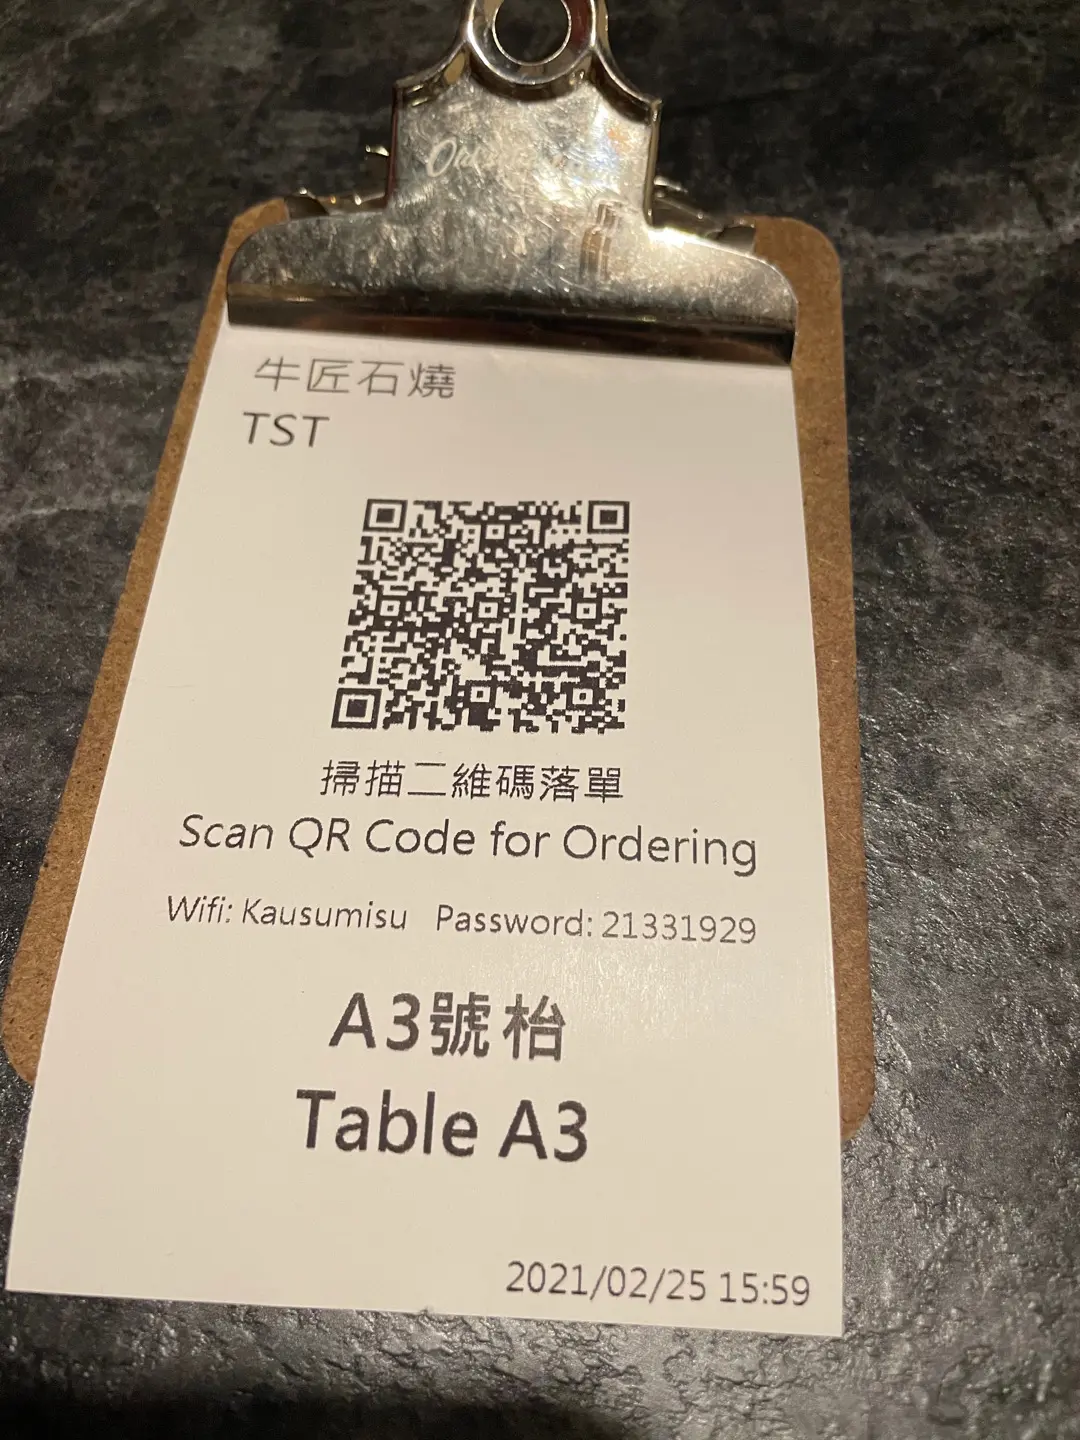 牛匠石燒
TST
掃描二維碼落單
Scan QR Code for Ordering
Wifi: Kausumisu Password: 21331929
A3號枱
Table A3
2021/02/25 15:59